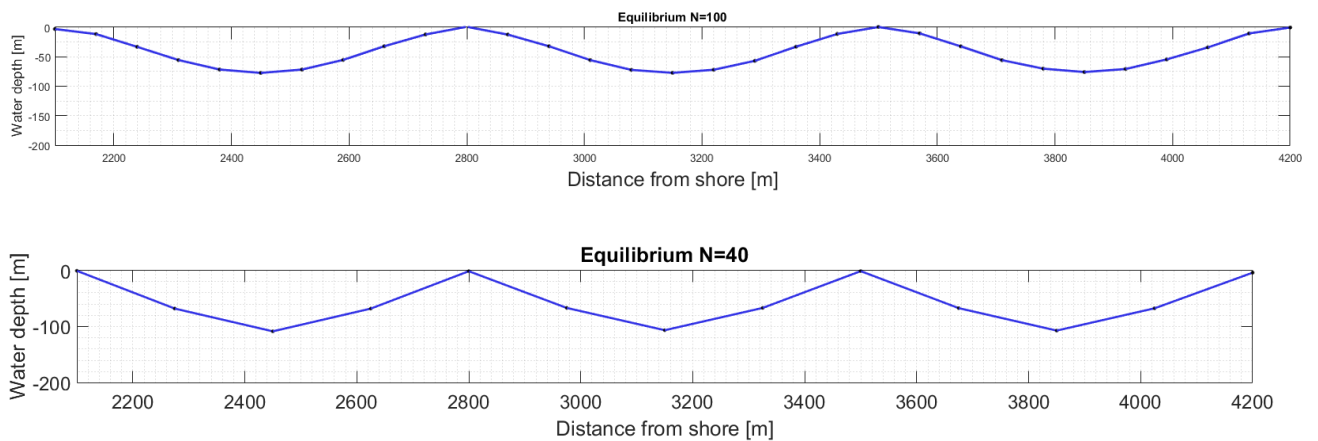 Equilibrium N=100
Water depth [m]
0
-50
-100
-150
-200
2200 2400 2600 2800 3000 3200 3400 3600 3800 4000 4200
Distance from shore [m]
Equilibrium N=40
Water depth [m]
0
-100
-200
2200 2400 2600 2800 3000 3200 3400 3600 3800 4000 4200
Distance from shore [m]